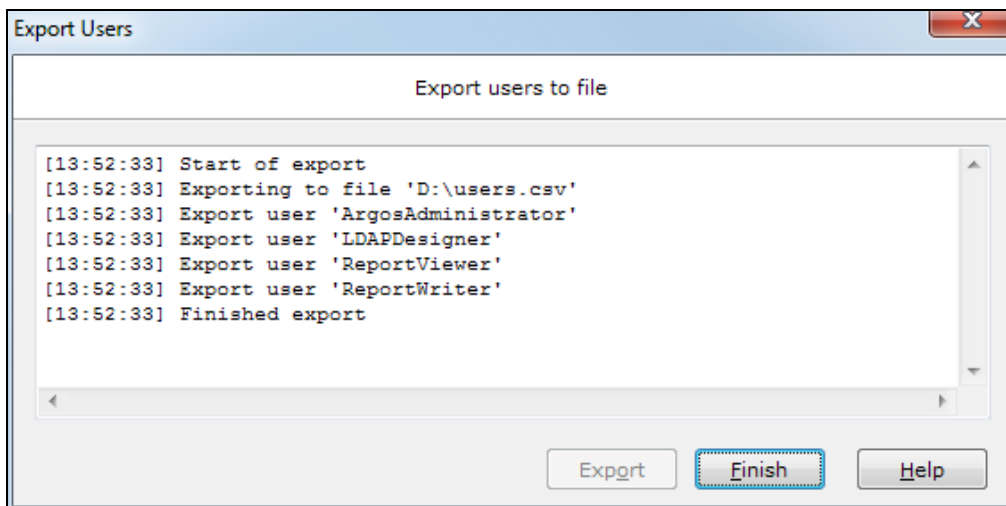 Export Users
Export users to file
[13:52:33] Start of export
[13:52:33] Exporting to file 'D:\users.csv'
[13:52:33] Export user 'ArgosAdministrator'
[13:52:33] Export user 'LDAPDesigner'
[13:52:33] Export user 'ReportViewer'
[13:52:33] Export user 'ReportWriter'
[13:52:33] Finished export
Export Finish Help